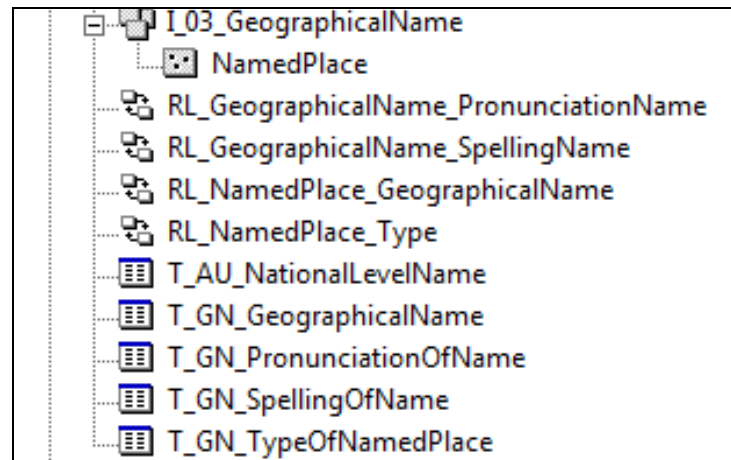 I_03_GeographicalName
NamedPlace
RL_GeographicalName_PronunciationName
RL_GeographicalName_SpellingName
RL_NamedPlace_GeographicalName
RL_NamedPlace_Type
T_AU_NationalLevelName
T_GN_GeographicalName
T_GN_PronunciationOfName
T_GN_SpellingOfName
T_GN_TypeOfNamedPlace